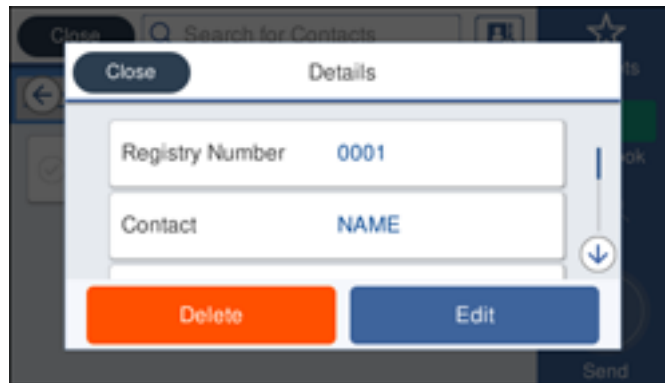 Close
Search for Contacts
Close
Details
Registry Number 0001
Contact NAME
Delete Edit
Send